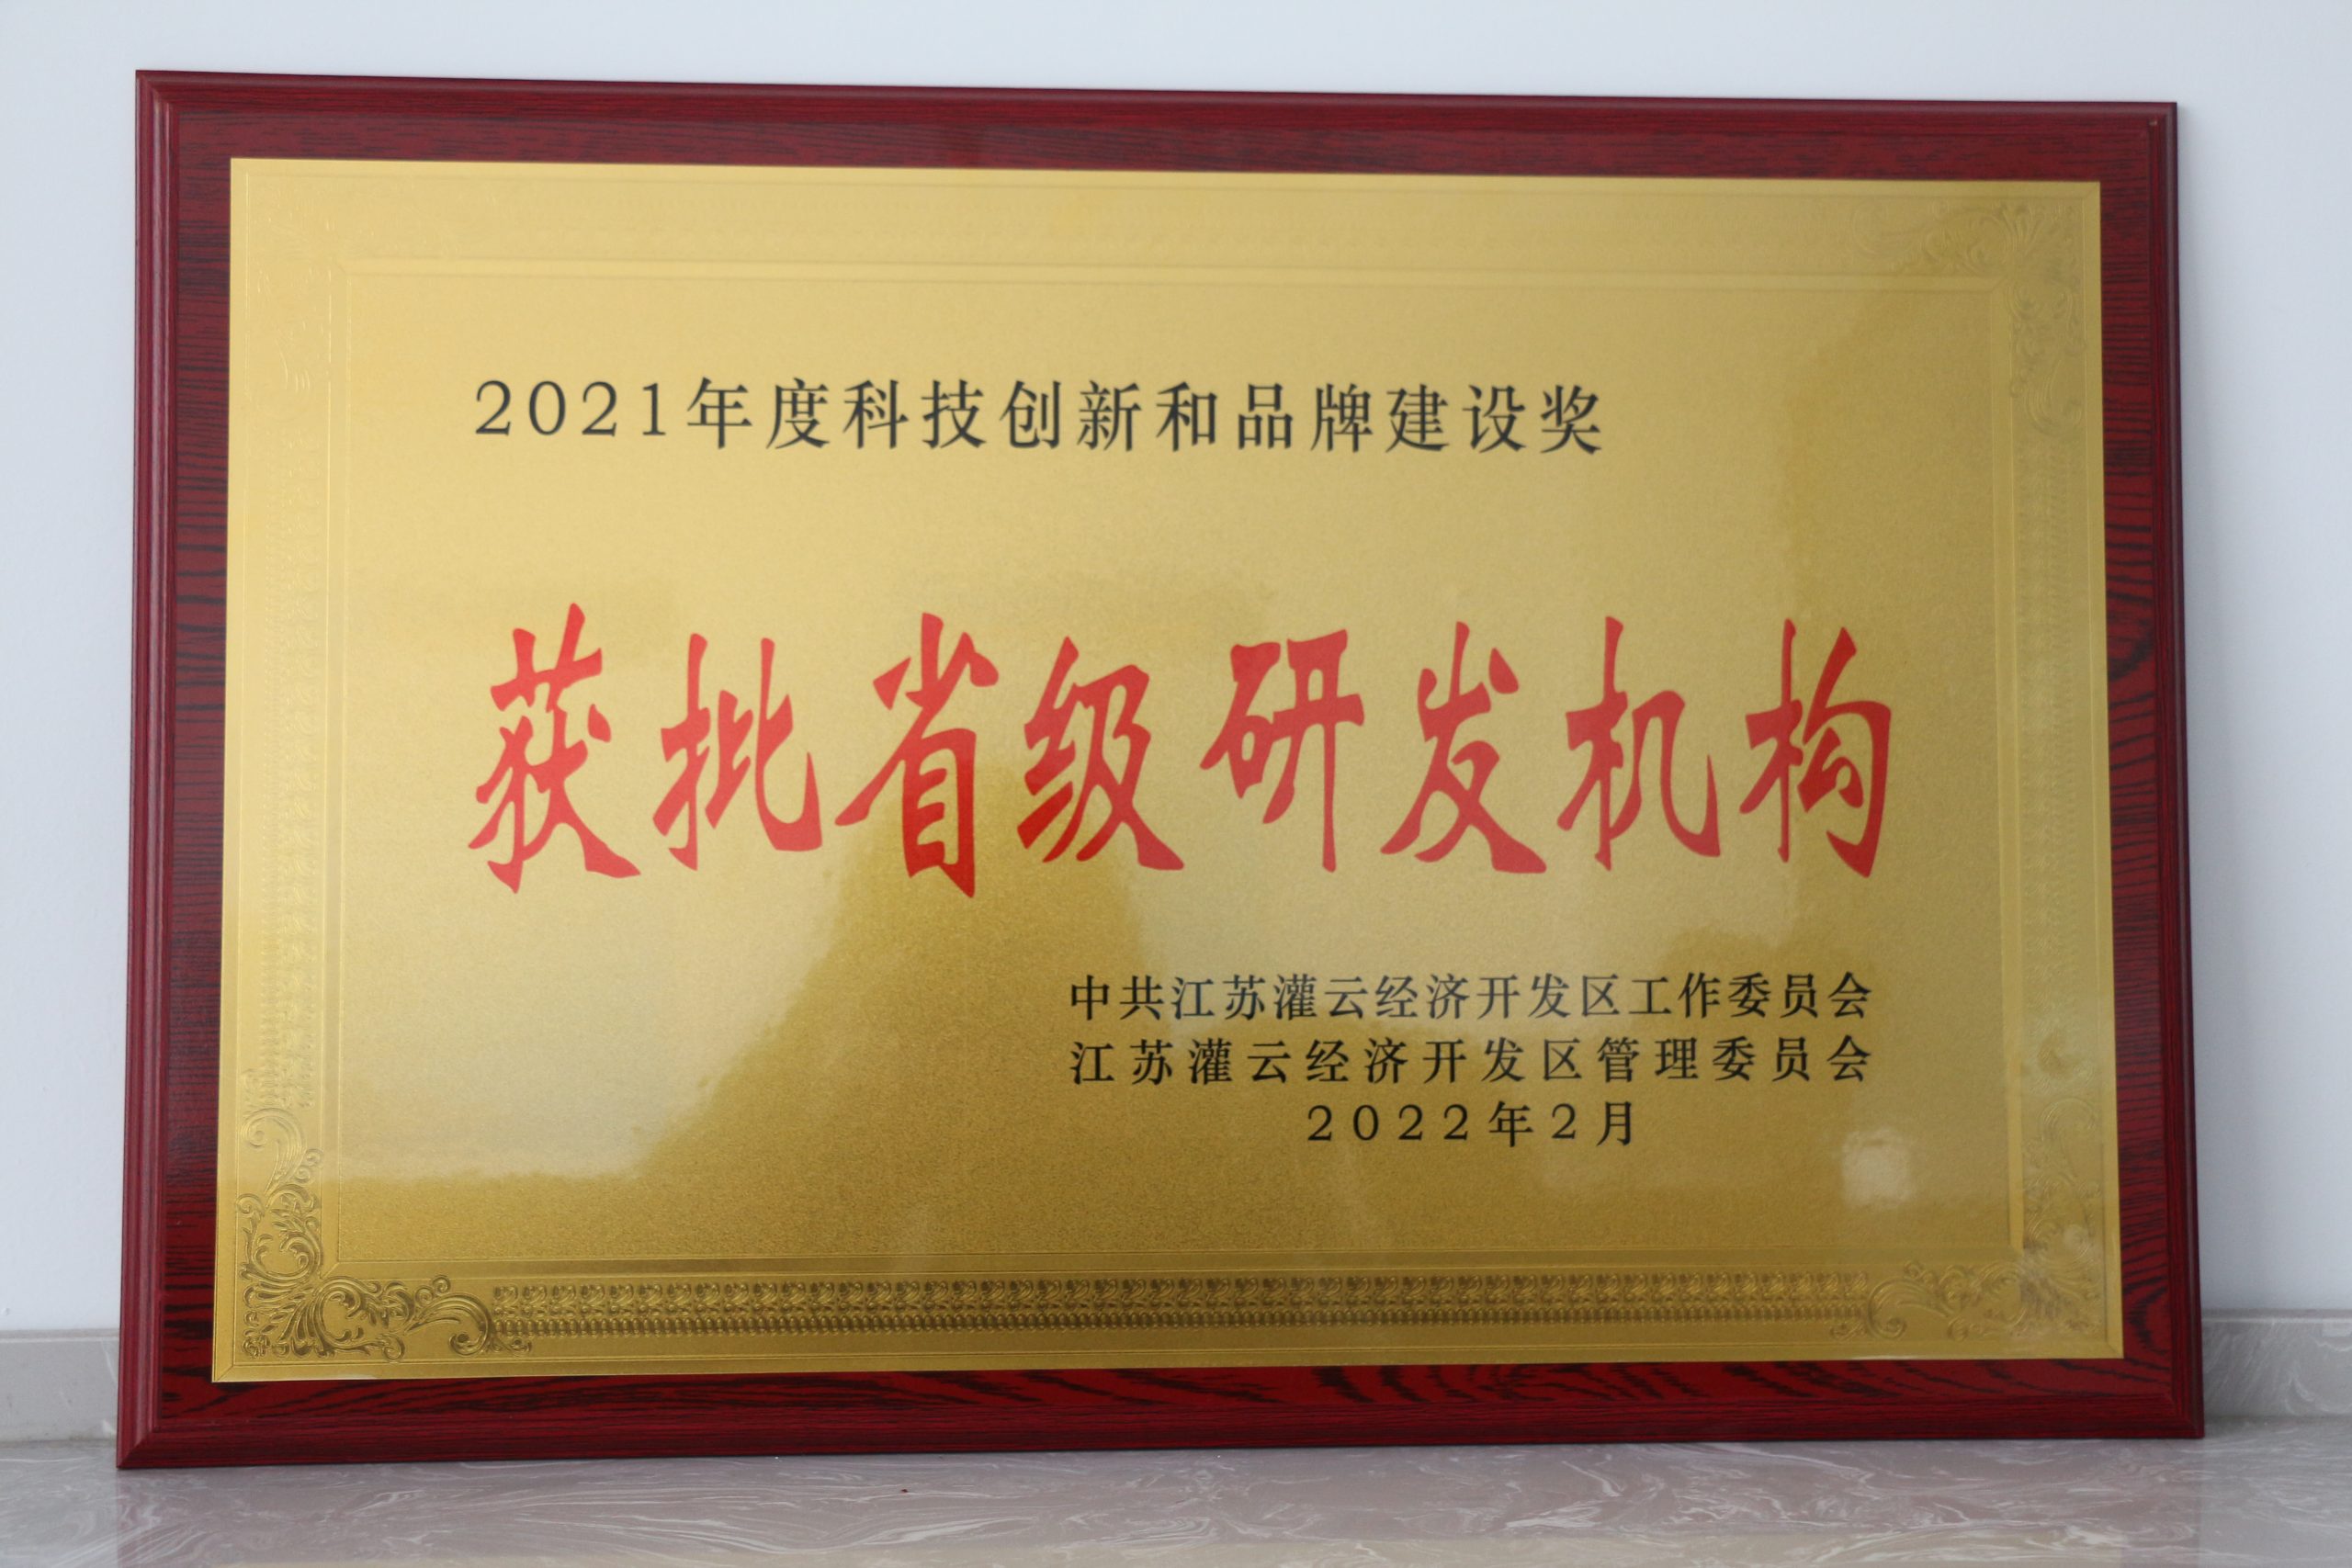 2021年度科技创新和品牌建设奖
获批省级研发机构
中共江苏灌云经济开发区工作委员会
江苏灌云经济开发区管理委员会
2022年2月